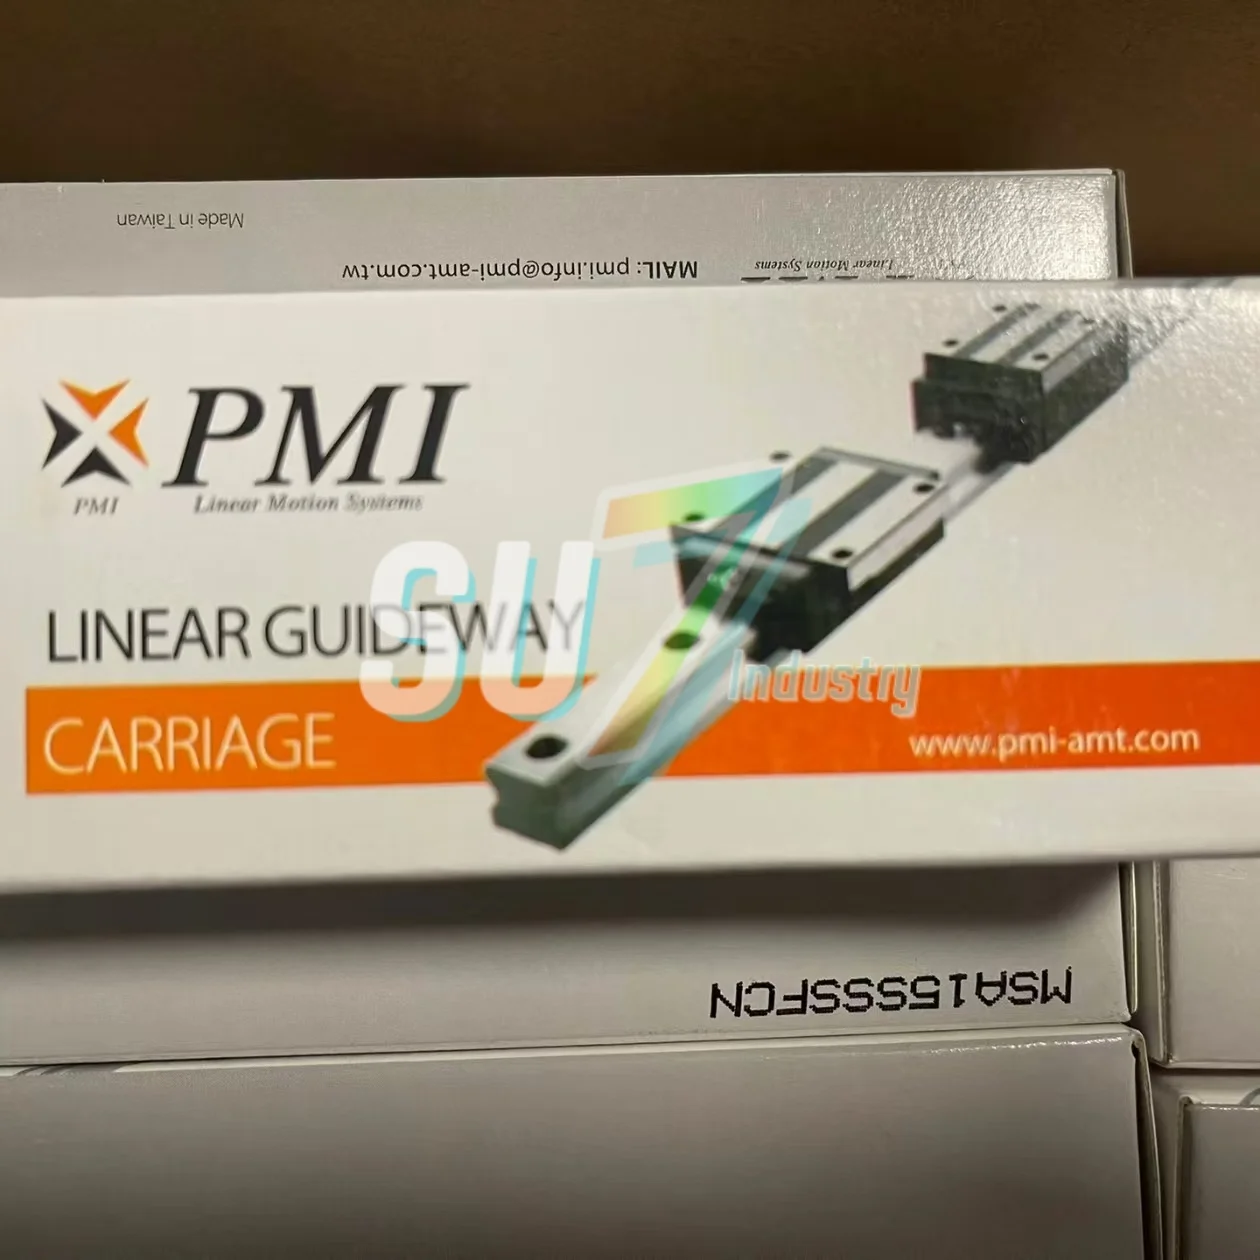 Made in Taiwan
MAIL: pmi.info@pmi-amt.com.tw
Linear Motion Systems
PMI
PMI
Linear Motion Systems
LINEAR GUIDEWAY
SU7
Industry
CARRIAGE
www.pmi-amt.com
MSA15SSSFCN